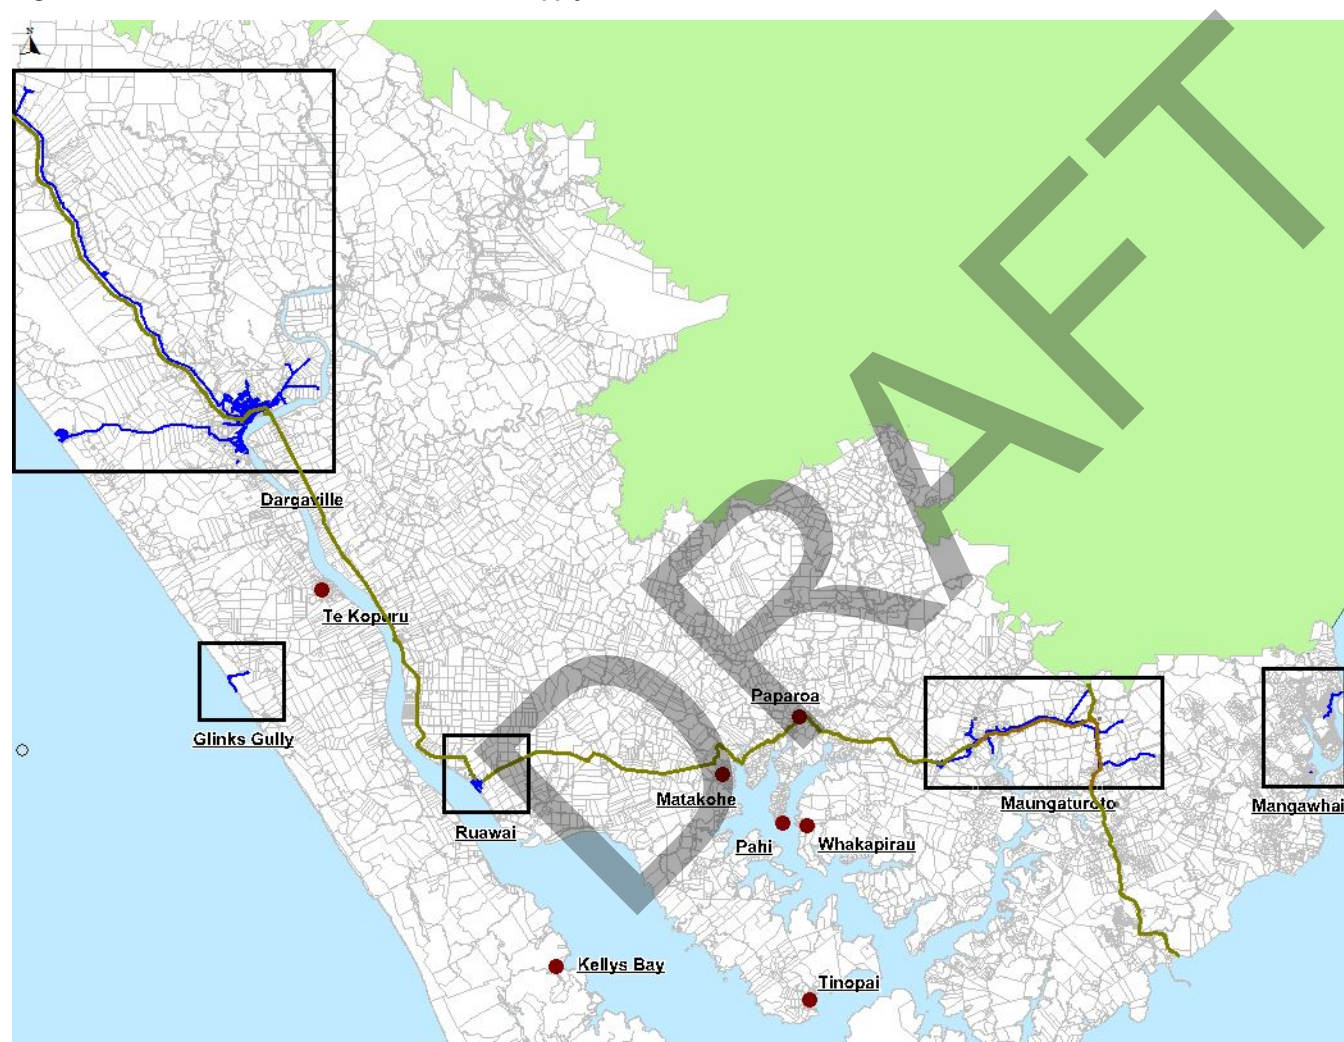 N
DRAFT
Dargaville
Te Kopuru
Glinks Gully
Paparoa
Matakohe
Maungaturoto
Mangawhai
Ruawai
Pahi
Whakapirau
Kellys Bay
Tinopai